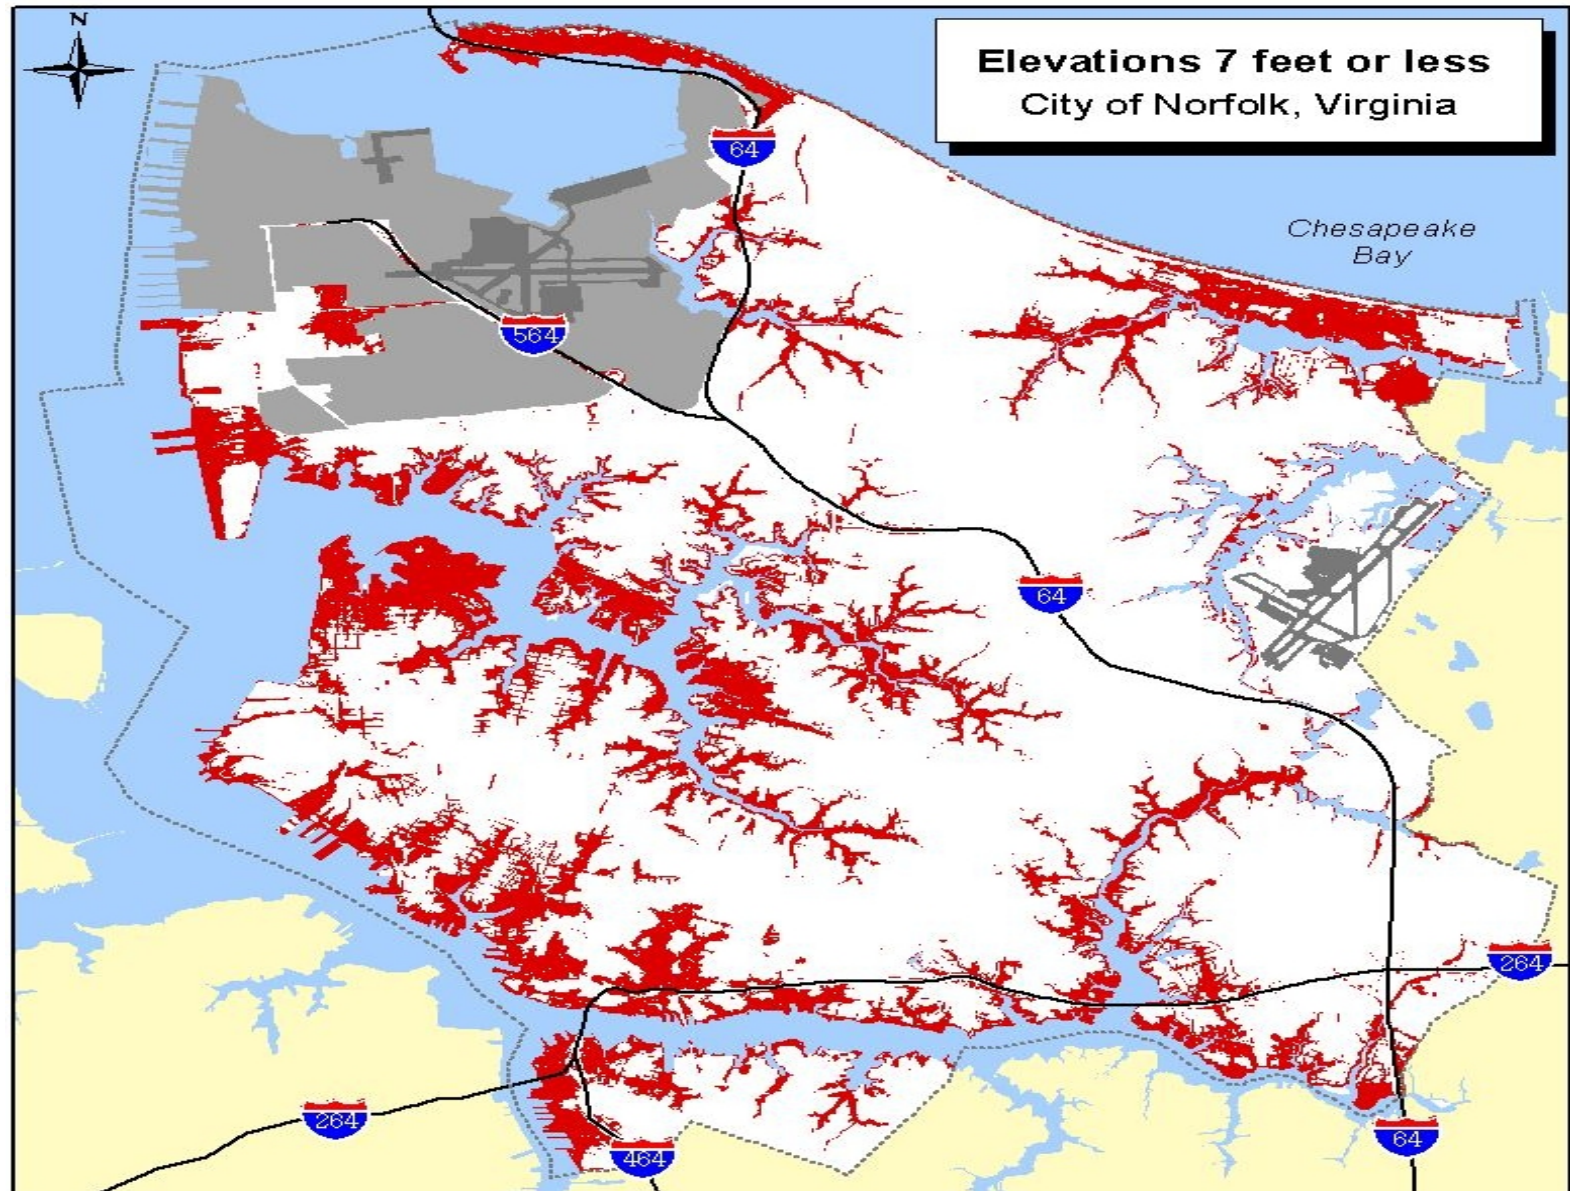 N
Elevations 7 feet or less
City of Norfolk, Virginia
64
Chesapeake
Bay
564
64
264
264
464
64